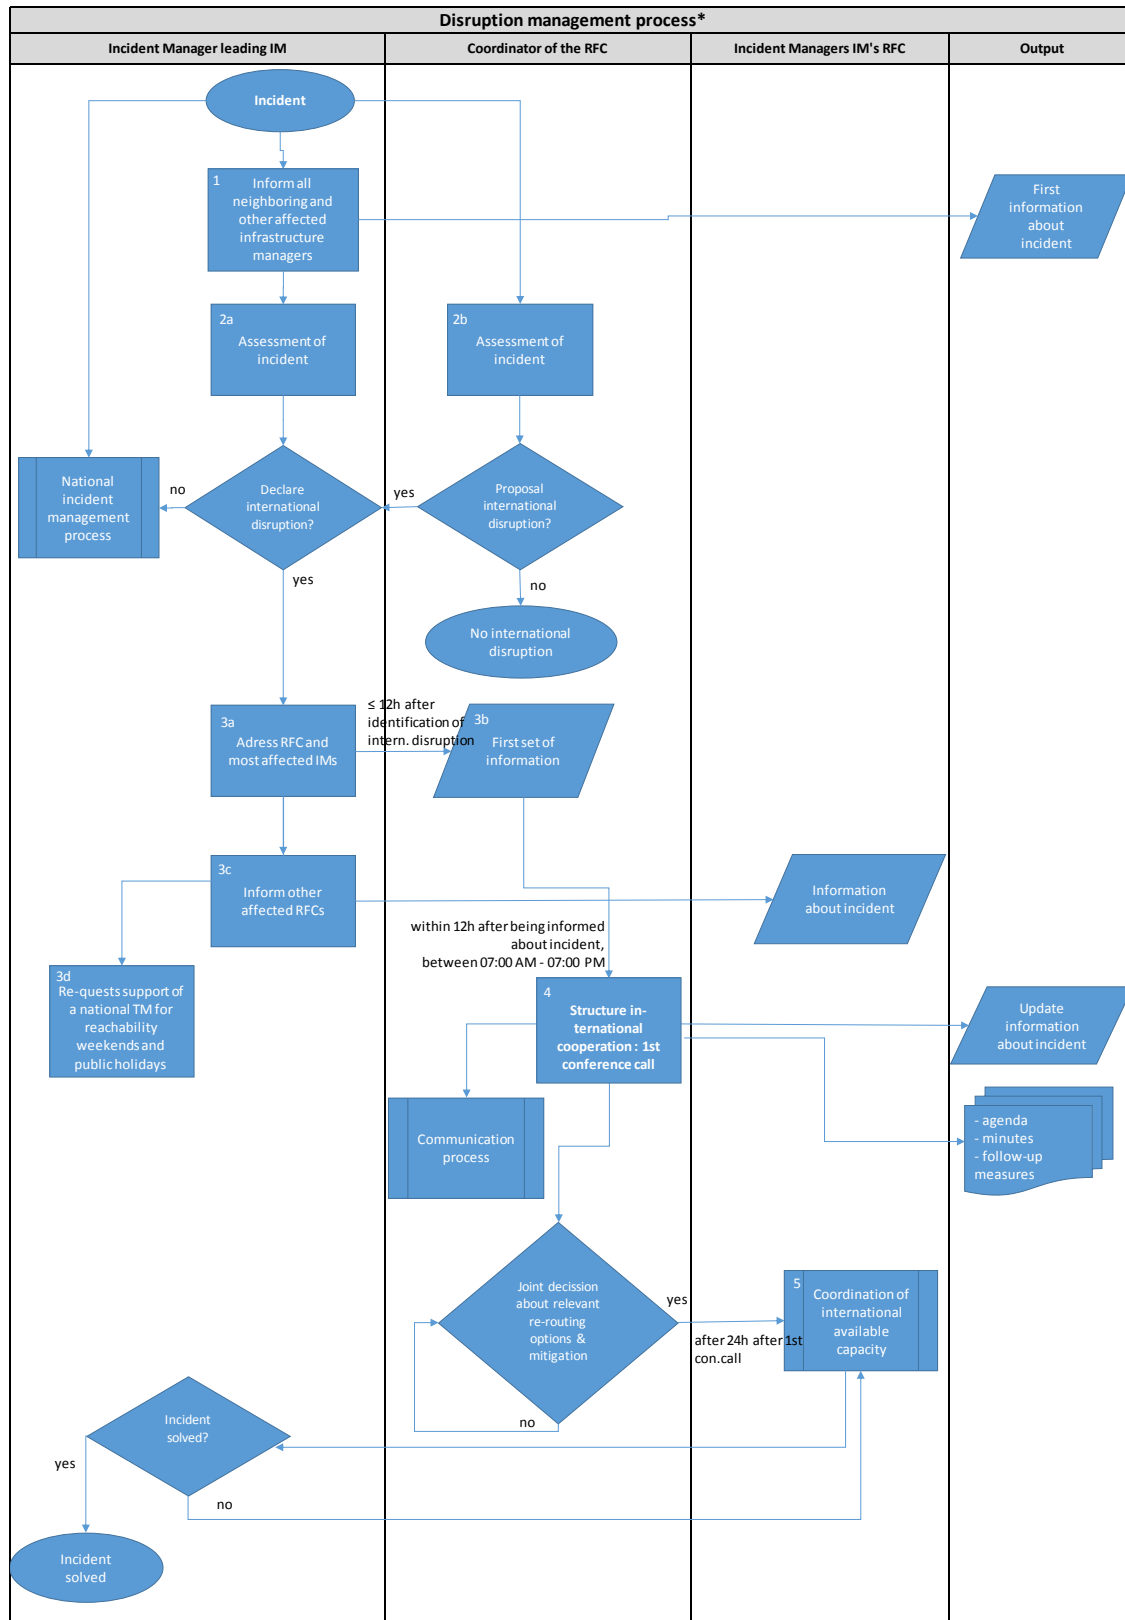 Disruption management process*
Incident Manager leading IM
Coordinator of the RFC
Incident Managers IM's RFC
Output
Incident
1
Inform all
neighboring and
other affected
infrastructure
managers
First
information
about
incident
2a
Assessment of
incident
2b
Assessment of
incident
National
incident
management
process
no
Declare
international
disruption?
yes
Proposal
international
disruption?
yes
no
No international
disruption
3a
Adress RFC and
most affected IMs
≤ 12h after
identification of
intern. disruption
3b
First set of
information
3c
Inform other
affected RFCs
Information
about incident
within 12h after being informed
about incident,
between 07:00 AM - 07:00 PM
3d
Re-quests support of
a national TM for
reachability
weekends and
public holidays
4
Structure in-
ternational
cooperation : 1st
conference call
Update
information
about incident
Communication
process
- agenda
- minutes
- follow-up
measures
Joint decission
about relevant
re-routing
options &
mitigation
yes
after 24h after 1st
con.call
5
Coordination of
international
available
capacity
no
Incident
solved?
yes
no
Incident
solved